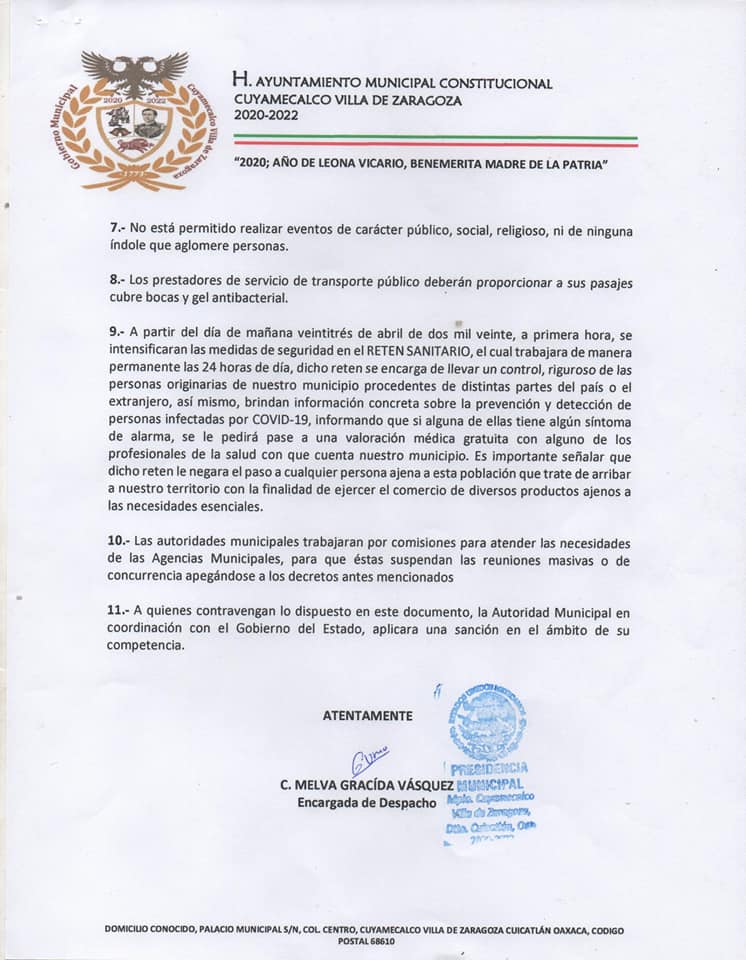 Gobierno Municipal
Cuyamecalco Villa de Zaragoza
2020 2022
H. AYUNTAMIENTO MUNICIPAL CONSTITUCIONAL
CUYAMECALCO VILLA DE ZARAGOZA
2020-2022
“2020; AÑO DE LEONA VICARIO, BENEMERITA MADRE DE LA PATRIA”
7.- No está permitido realizar eventos de carácter público, social, religioso, ni de ninguna
índole que aglomere personas.
8.- Los prestadores de servicio de transporte público deberán proporcionar a sus pasajes
cubre bocas y gel antibacterial.
9.- A partir del día de mañana veintitrés de abril de dos mil veinte, a primera hora, se
intensificaran las medidas de seguridad en el RETEN SANITARIO, el cual trabajara de manera
permanente las 24 horas de día, dicho reten se encarga de llevar un control, riguroso de las
personas originarias de nuestro municipio procedentes de distintas partes del país o el
extranjero, así mismo, brindan información concreta sobre la prevención y detección de
personas infectadas por COVID-19, informando que si alguna de ellas tiene algún síntoma
de alarma, se le pedirá pase a una valoración médica gratuita con alguno de los
profesionales de la salud con que cuenta nuestro municipio. Es importante señalar que
dicho reten le negara el paso a cualquier persona ajena a esta población que trate de arribar
a nuestro territorio con la finalidad de ejercer el comercio de diversos productos ajenos a
las necesidades esenciales.
10.- Las autoridades municipales trabajaran por comisiones para atender las necesidades
de las Agencias Municipales, para que éstas suspendan las reuniones masivas o de
concurrencia apegándose a los decretos antes mencionados
11.- A quienes contravengan lo dispuesto en este documento, la Autoridad Municipal en
coordinación con el Gobierno del Estado, aplicara una sanción en el ámbito de su
competencia.
ATENTAMENTE
C. MELVA GRACÍDA VÁSQUEZ
Encargada de Despacho
ESTADOS UNIDOS MEXICANOS
PRESIDENCIA
MUNICIPAL
Mpio. Cuyamecalco
Villa de Zaragoza,
Dtto. Cuicatlán, Oax
2020-2022
DOMICILIO CONOCIDO, PALACIO MUNICIPAL S/N, COL. CENTRO, CUYAMECALCO VILLA DE ZARAGOZA CUICATLÁN OAXACA, CODIGO
POSTAL 68610